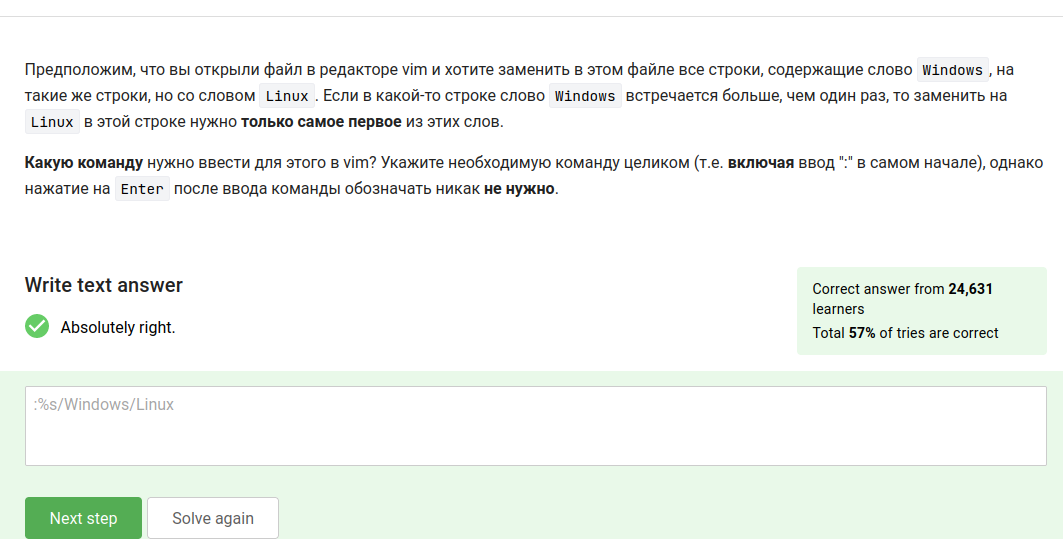 Предположим, что вы открыли файл в редакторе vim и хотите заменить в этом файле все строки, содержащие слово Windows , на
такие же строки, но со словом Linux . Если в какой-то строке слово Windows встречается больше, чем один раз, то заменить на
Linux в этой строке нужно только самое первое из этих слов.
Какую команду нужно ввести для этого в vim? Укажите необходимую команду целиком (т.е. включая ввод ":" в самом начале), однако
нажатие на Enter после ввода команды обозначать никак не нужно.
Write text answer
Absolutely right.
Correct answer from 24,631
learners
Total 57% of tries are correct
:%s/Windows/Linux
Next step
Solve again